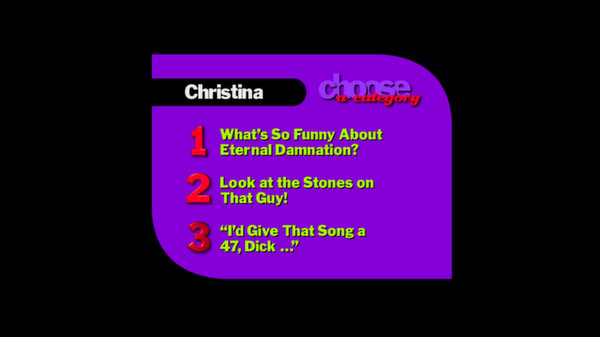 Christina
choose
a category
1 What's So Funny About
Eternal Damnation?
2 Look at the Stones on
That Guy!
3 “I'd Give That Song a
47, Dick ...”